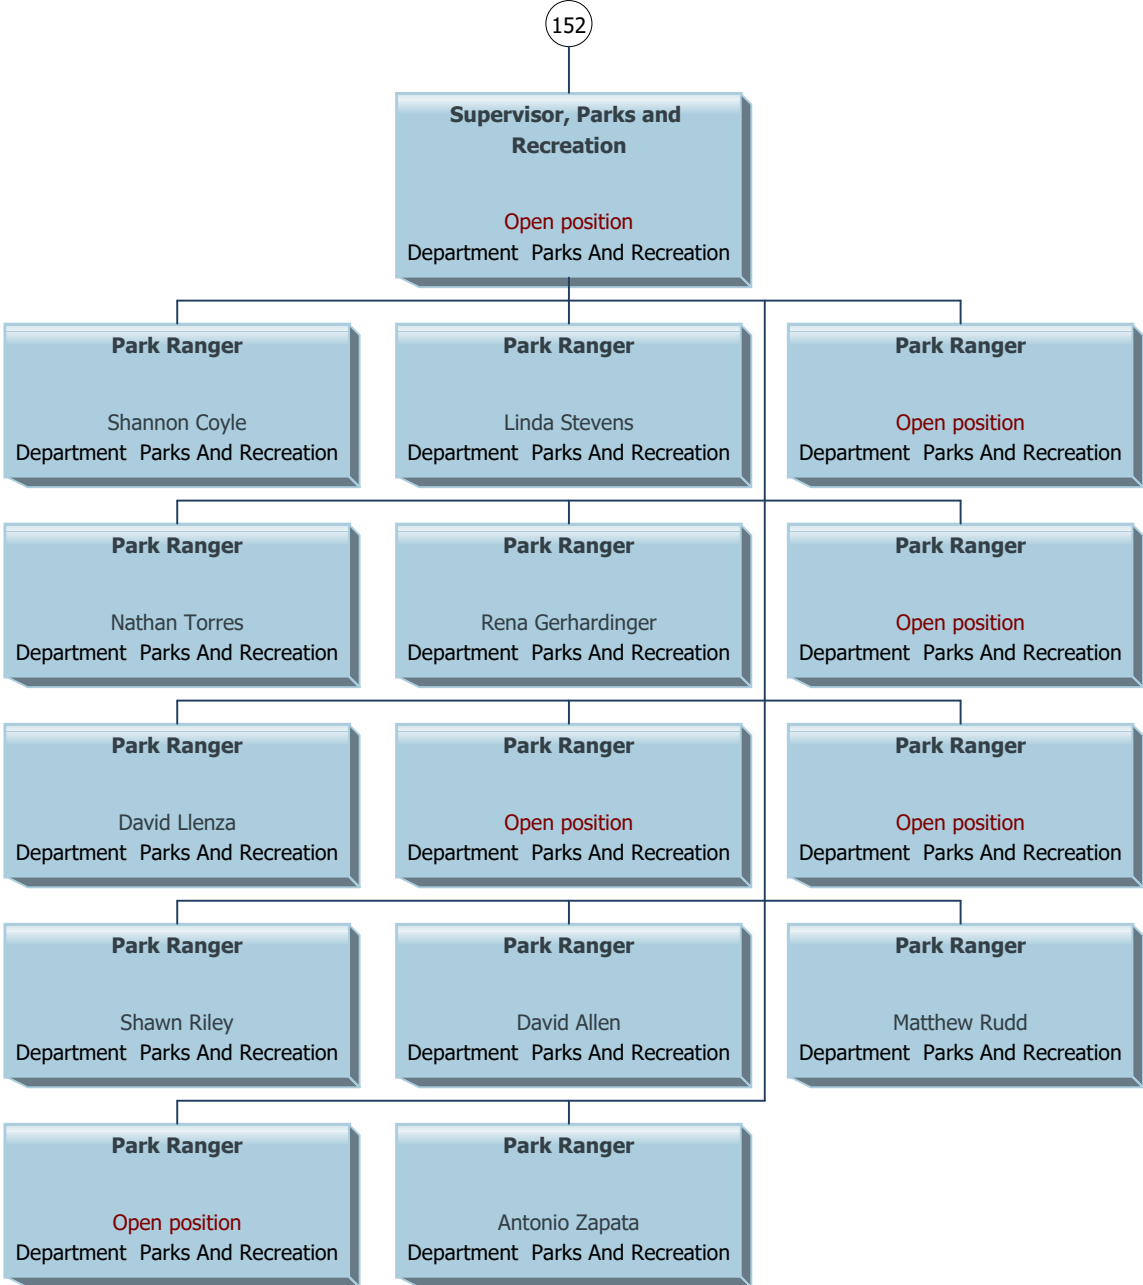 152
Supervisor, Parks and
Recreation
Open position
Department  Parks And Recreation
Park Ranger
Shannon Coyle
Department  Parks And Recreation
Park Ranger
Linda Stevens
Department  Parks And Recreation
Park Ranger
Open position
Department  Parks And Recreation
Park Ranger
Nathan Torres
Department  Parks And Recreation
Park Ranger
Rena Gerhardinger
Department  Parks And Recreation
Park Ranger
Open position
Department  Parks And Recreation
Park Ranger
David Llenza
Department  Parks And Recreation
Park Ranger
Open position
Department  Parks And Recreation
Park Ranger
Open position
Department  Parks And Recreation
Park Ranger
Shawn Riley
Department  Parks And Recreation
Park Ranger
David Allen
Department  Parks And Recreation
Park Ranger
Matthew Rudd
Department  Parks And Recreation
Park Ranger
Open position
Department  Parks And Recreation
Park Ranger
Antonio Zapata
Department  Parks And Recreation